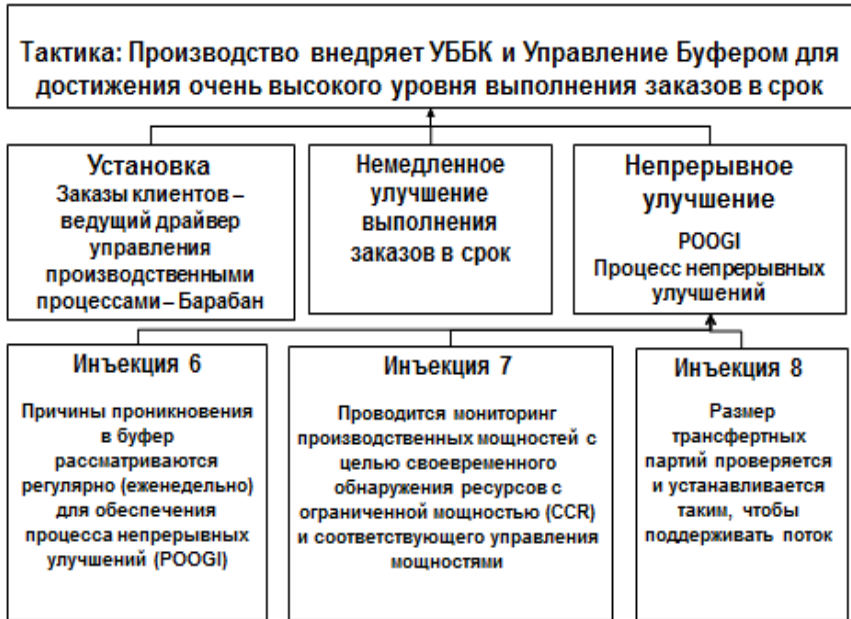 Тактика: Производство внедряет УББК и Управление Буфером для
достижения очень высокого уровня выполнения заказов в срок
Установка
Заказы клиентов –
ведущий драйвер
управления
производственными
процессами – Барабан
Немедленное
улучшение
выполнения
заказов в срок
Непрерывное
улучшение
POOGI
Процесс непрерывных
улучшений
Инъекция 6
Причины проникновения
в буфер
рассматриваются
регулярно (еженедельно)
для обеспечения
процесса непрерывных
улучшений (POOGI)
Инъекция 7
Проводится мониторинг
производственных мощностей с
целью своевременного
обнаружения ресурсов с
ограниченной мощностью (CCR)
и соответствующего управления
мощностями
Инъекция 8
Размер
трансфертных
партий проверяется
и устанавливается
таким, чтобы
поддерживать поток